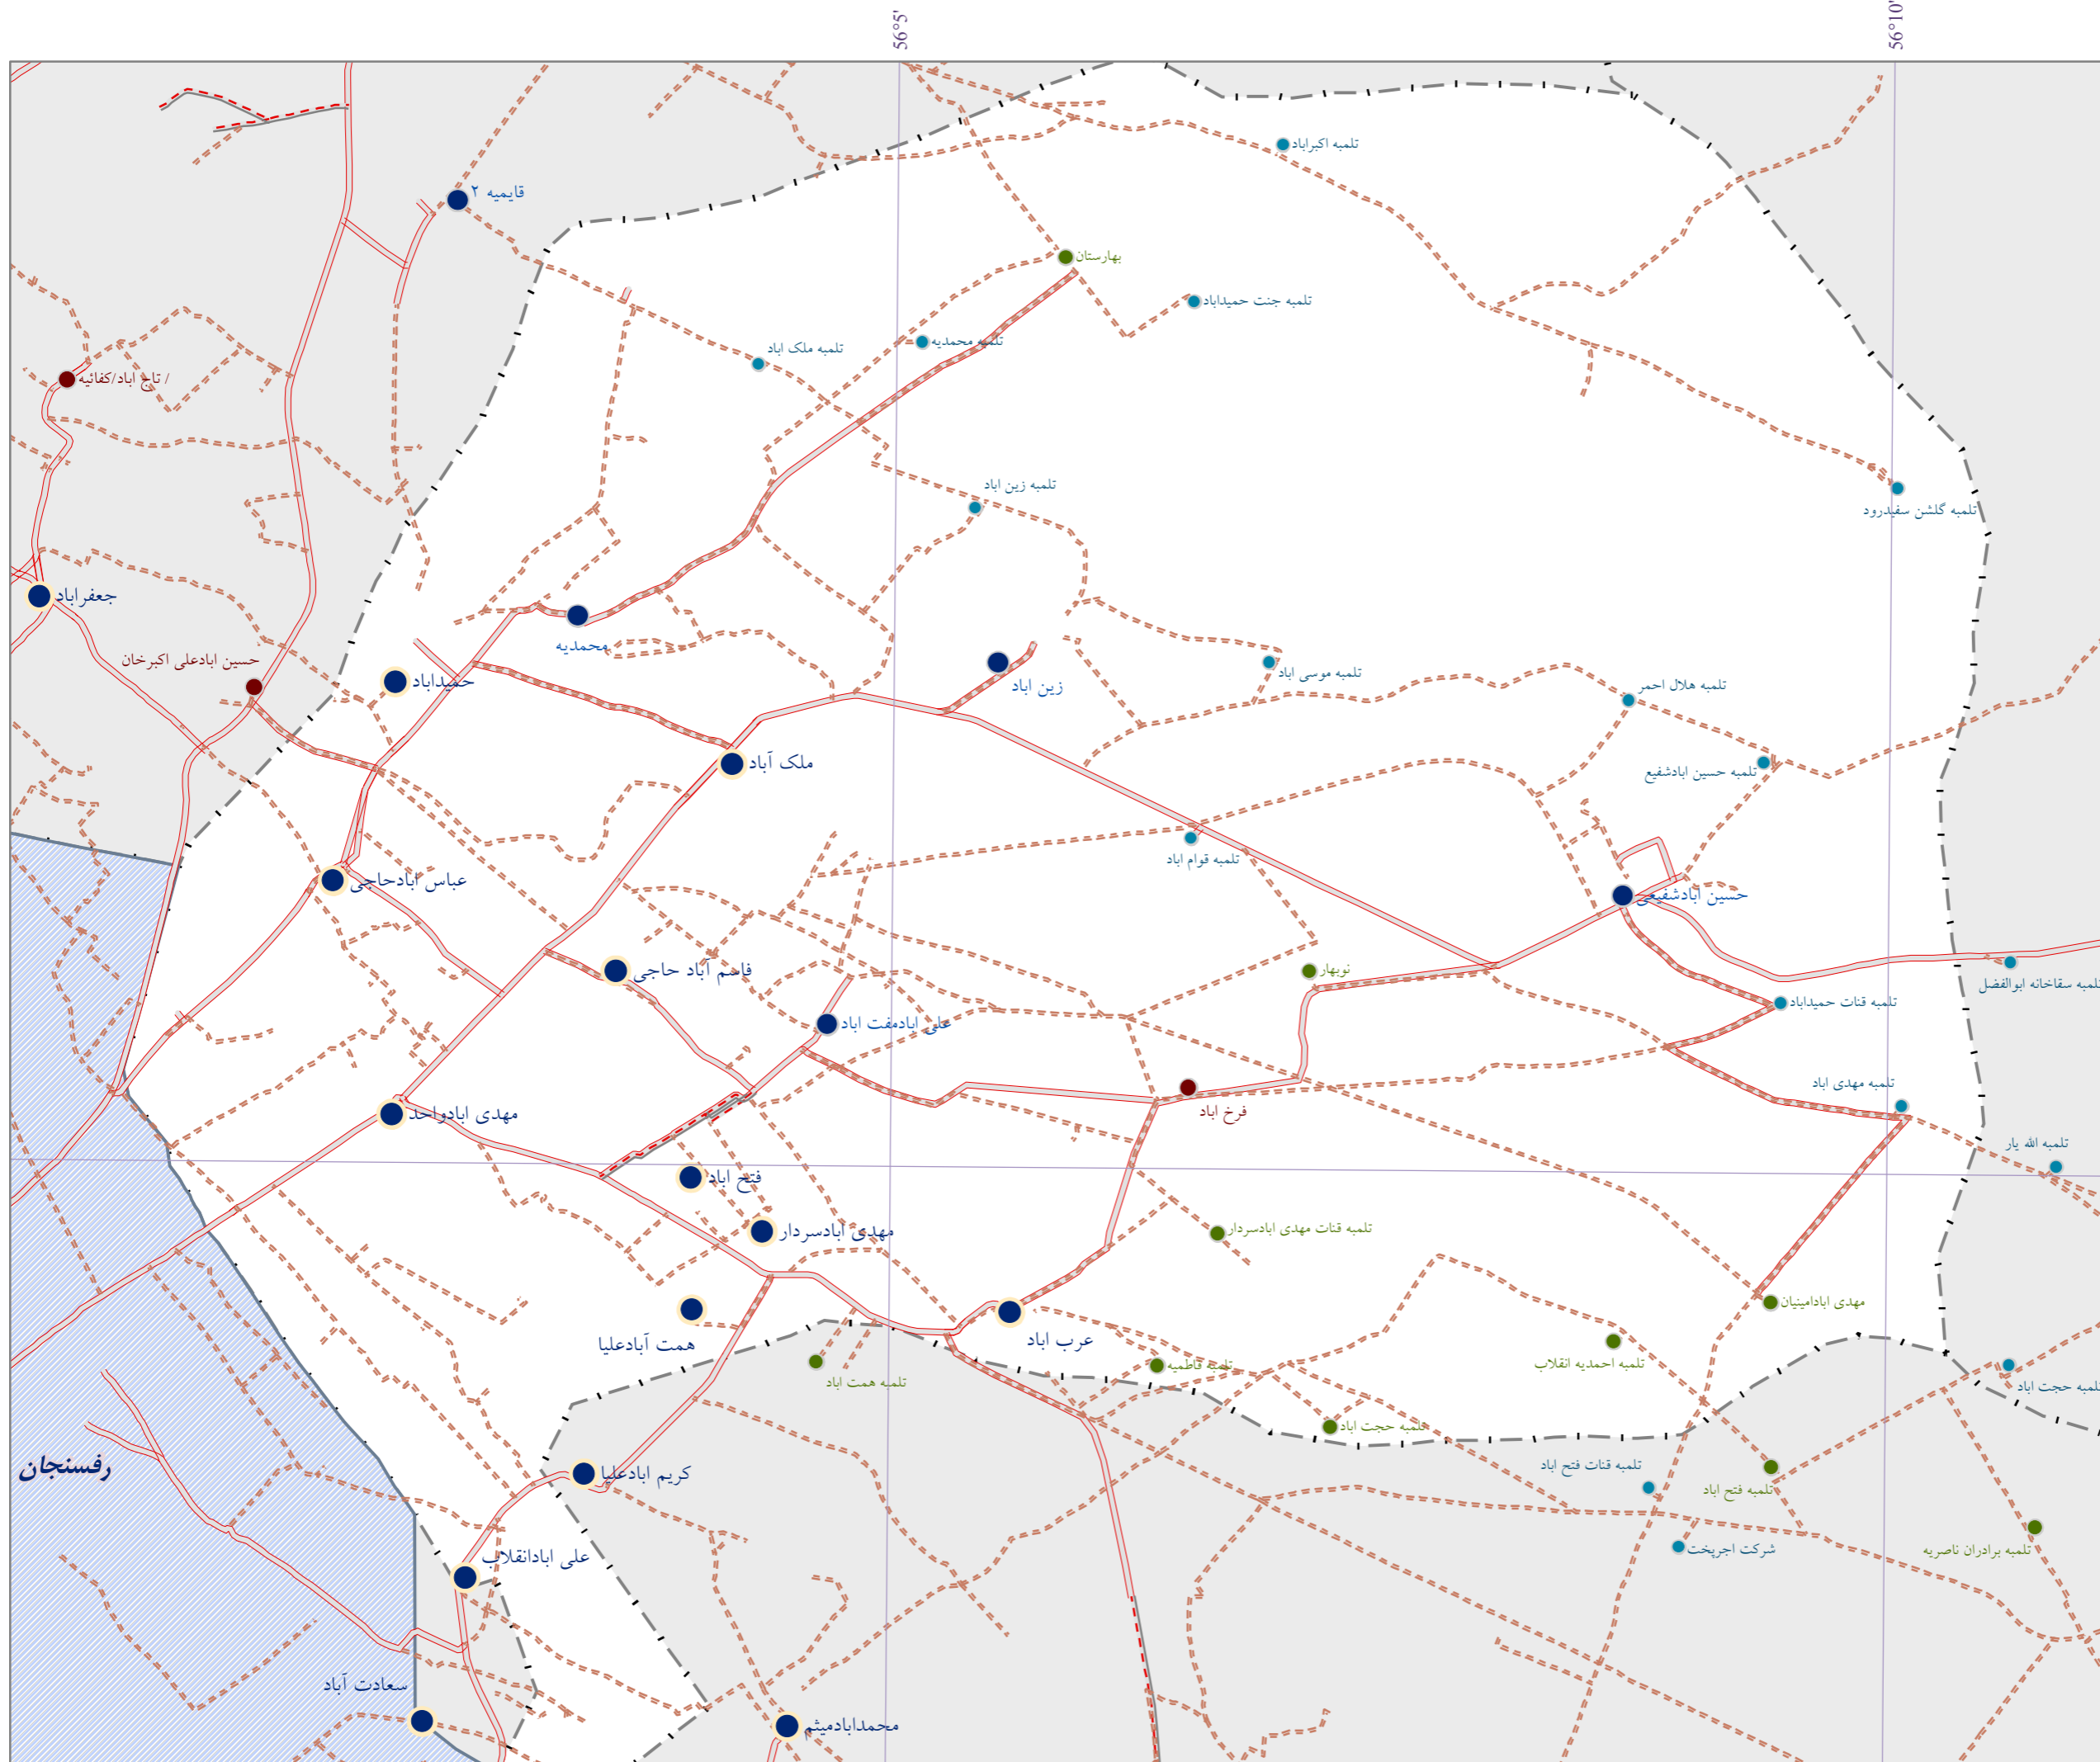 56°5'
56°10'
تلمبه اکبراباد
قایمیه ۲
بهارستان
تلمبه جنت حمیداباد
تلمبه محمدیه
تلمبه ملک اباد
تاج اباد/کفائیه /
تلمبه زین اباد
تلمبه گلشن سفیدرود
جعفراباد
محمدیه
حسین ابادعلی اکبرخان
حمیداباد
زین اباد
تلمبه موسی اباد
تلمبه هلال احمر
ملک آباد
تلمبه حسین ابادشفیع
تلمبه قوام اباد
عباس ابادحاجی
حسین ابادشفیعی
قاسم آباد حاجی
نوبهار
تلمبه سقاخانه ابوالفضل
تلمبه قنات حمیداباد
علی ابادمفت اباد
تلمبه مهدی اباد
فرخ اباد
مهدی ابادواحد
تلمبه الله یار
فتح اباد
مهدی ابادسردار
تلمبه قنات مهدی ابادسردار
مهدی ابادامینیان
همت آبادعلیا
عرب اباد
تلمبه احمدیه انقلاب
تلمبه فاطمیه
تلمبه همت اباد
تلمبه حجت اباد
تلمبه حجت اباد
رفسنجان
کریم ابادعلیا
تلمبه قنات فتح اباد
تلمبه فتح اباد
شرکت اجرپخت
تلمبه برادران ناصریه
علی ابادانقلاب
سعادت آباد
محمدابادمیثم